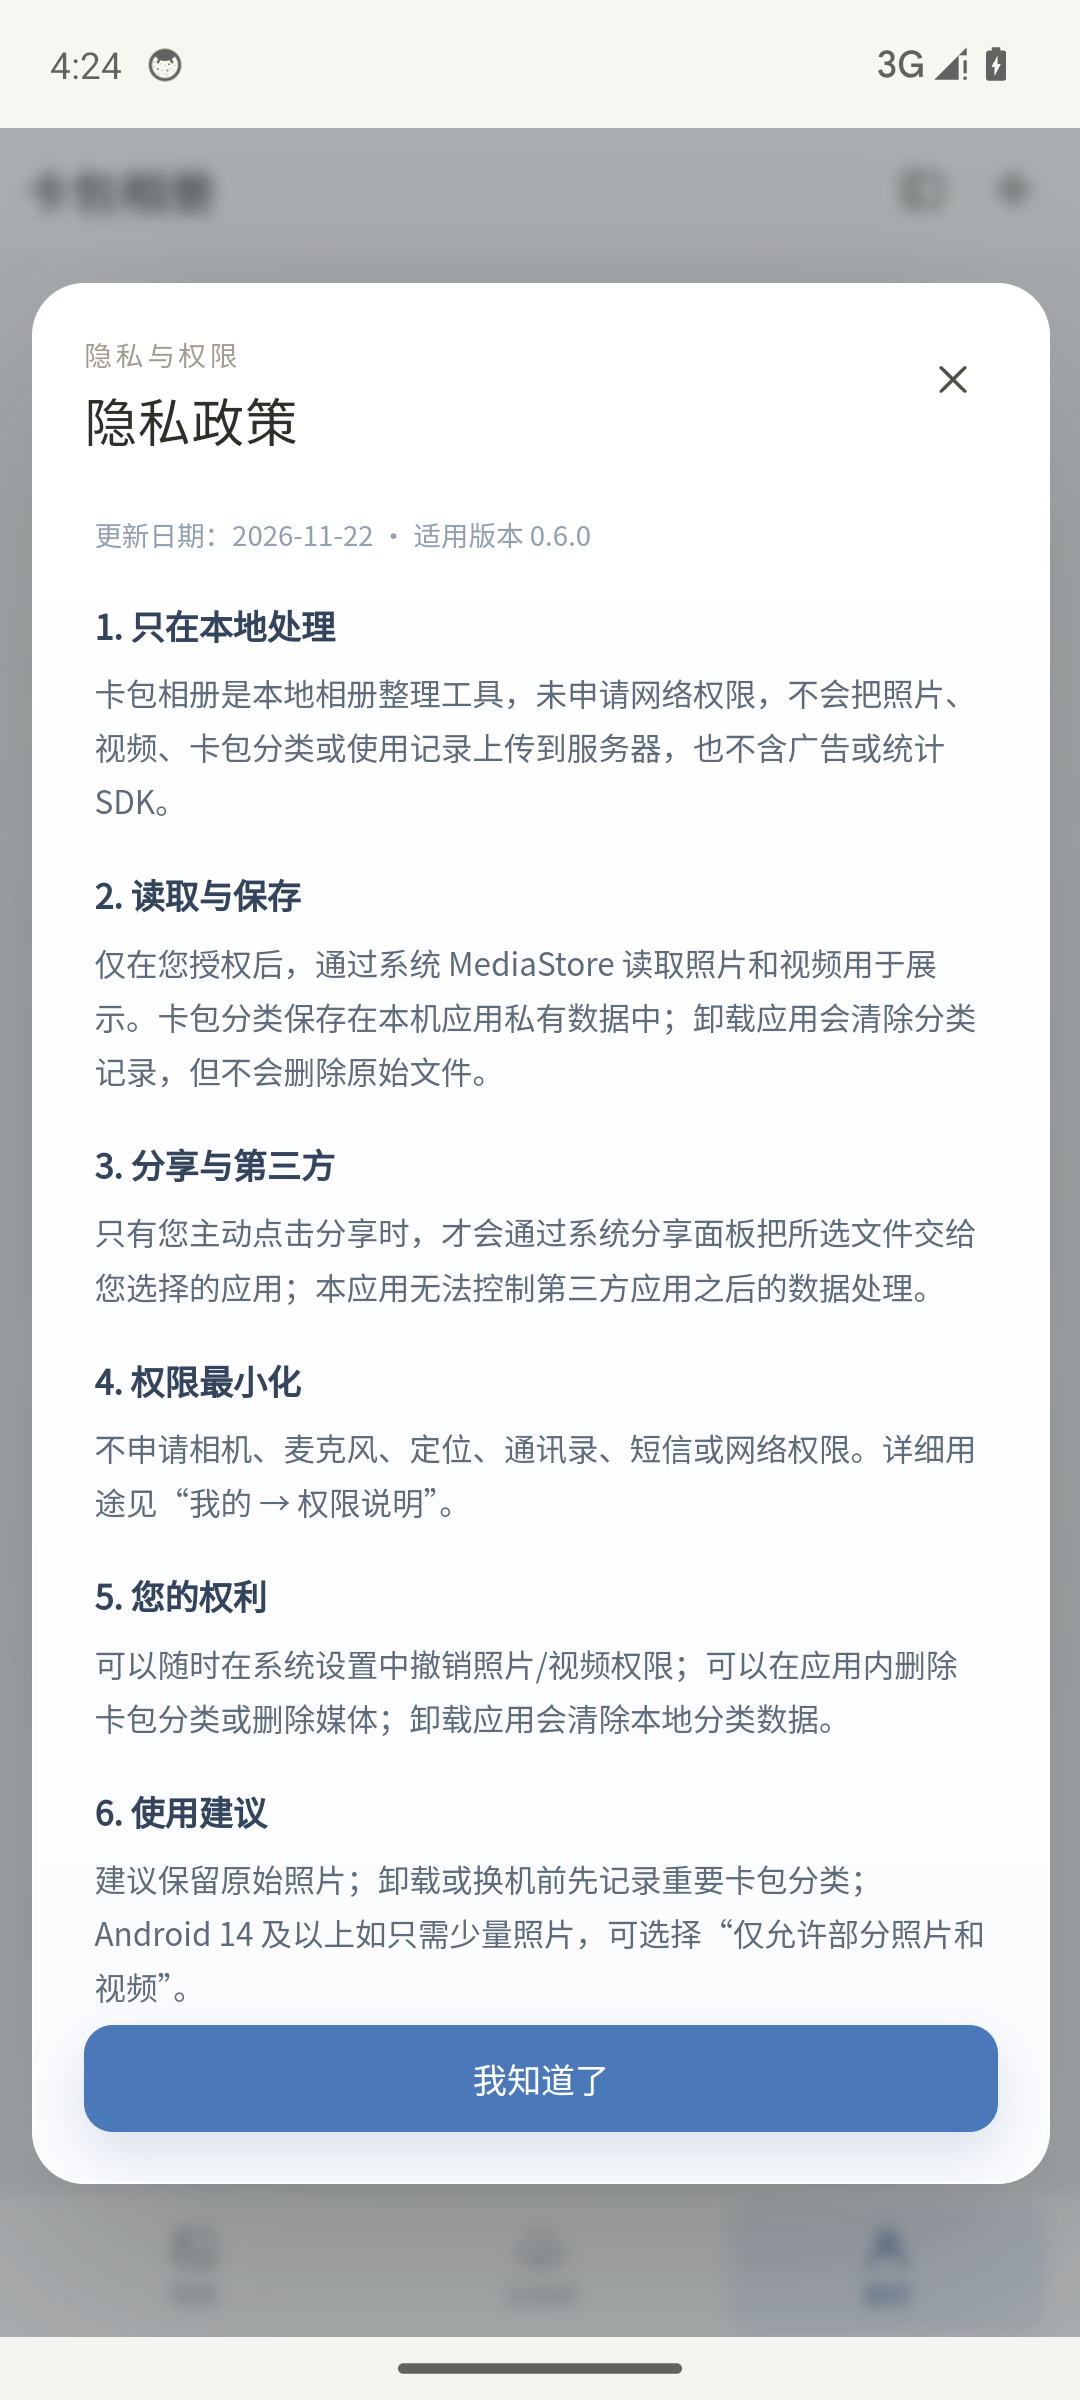 4:24
3G
卡包相册
隐私与权限
隐私政策
更新日期：2026-11-22 · 适用版本 0.6.0
1. 只在本地处理
卡包相册是本地相册整理工具，未申请网络权限，不会把照片、
视频、卡包分类或使用记录上传到服务器，也不含广告或统计
SDK。
2. 读取与保存
仅在您授权后，通过系统 MediaStore 读取照片和视频用于展
示。卡包分类保存在本机应用私有数据中；卸载应用会清除分类
记录，但不会删除原始文件。
3. 分享与第三方
只有您主动点击分享时，才会通过系统分享面板把所选文件交给
您选择的应用；本应用无法控制第三方应用之后的数据处理。
4. 权限最小化
不申请相机、麦克风、定位、通讯录、短信或网络权限。详细用
途见“我的 → 权限说明”。
5. 您的权利
可以随时在系统设置中撤销照片/视频权限；可以在应用内删除
卡包分类或删除媒体；卸载应用会清除本地分类数据。
6. 使用建议
建议保留原始照片；卸载或换机前先记录重要卡包分类；
Android 14 及以上如只需少量照片，可选择“仅允许部分照片和
视频”。
我知道了